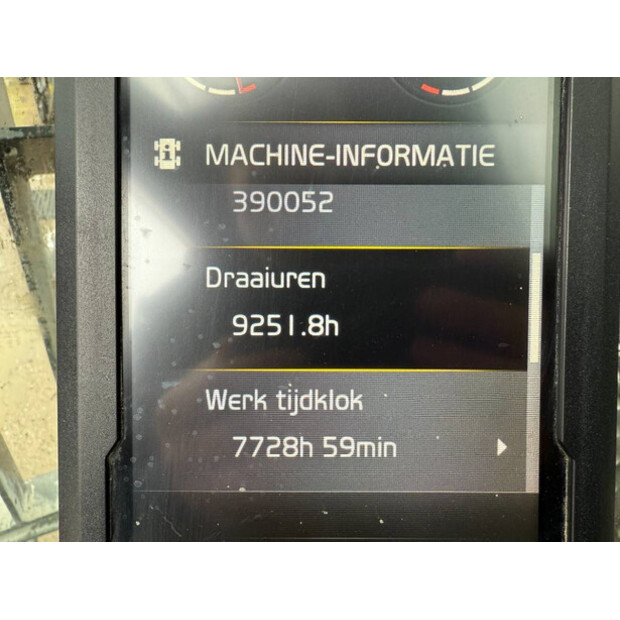 MACHINE-INFORMATIE
390052
Draaiuren
9251.8h
Werk tijdklok
7728h 59min